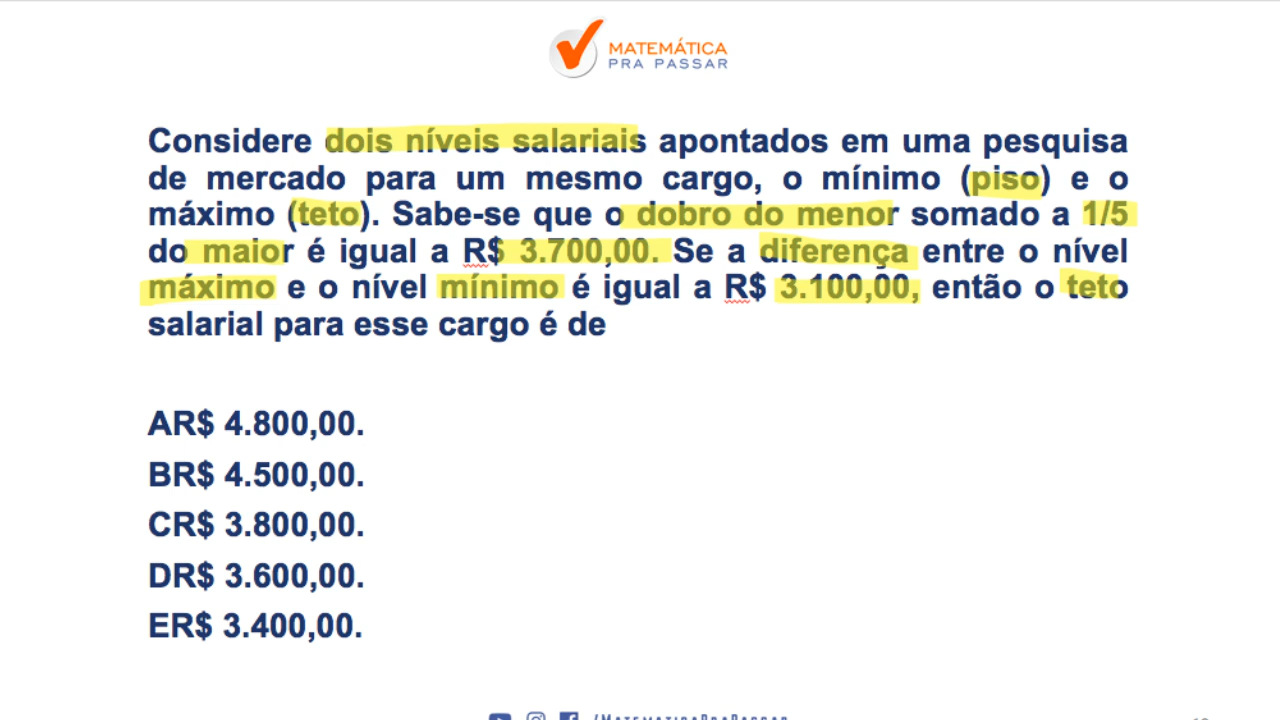 MATEMÁTICA
PRA PASSAR
Considere dois níveis salariais apontados em uma pesquisa
de mercado para um mesmo cargo, o mínimo (piso) e o
máximo (teto). Sabe-se que o dobro do menor somado a 1/5
do maior é igual a R$ 3.700,00. Se a diferença entre o nível
máximo e o nível mínimo é igual a R$ 3.100,00, então o teto
salarial para esse cargo é de
AR$ 4.800,00.
BR$ 4.500,00.
CR$ 3.800,00.
DR$ 3.600,00.
ER$ 3.400,00.
/MATEMATICAPRAPASSAR